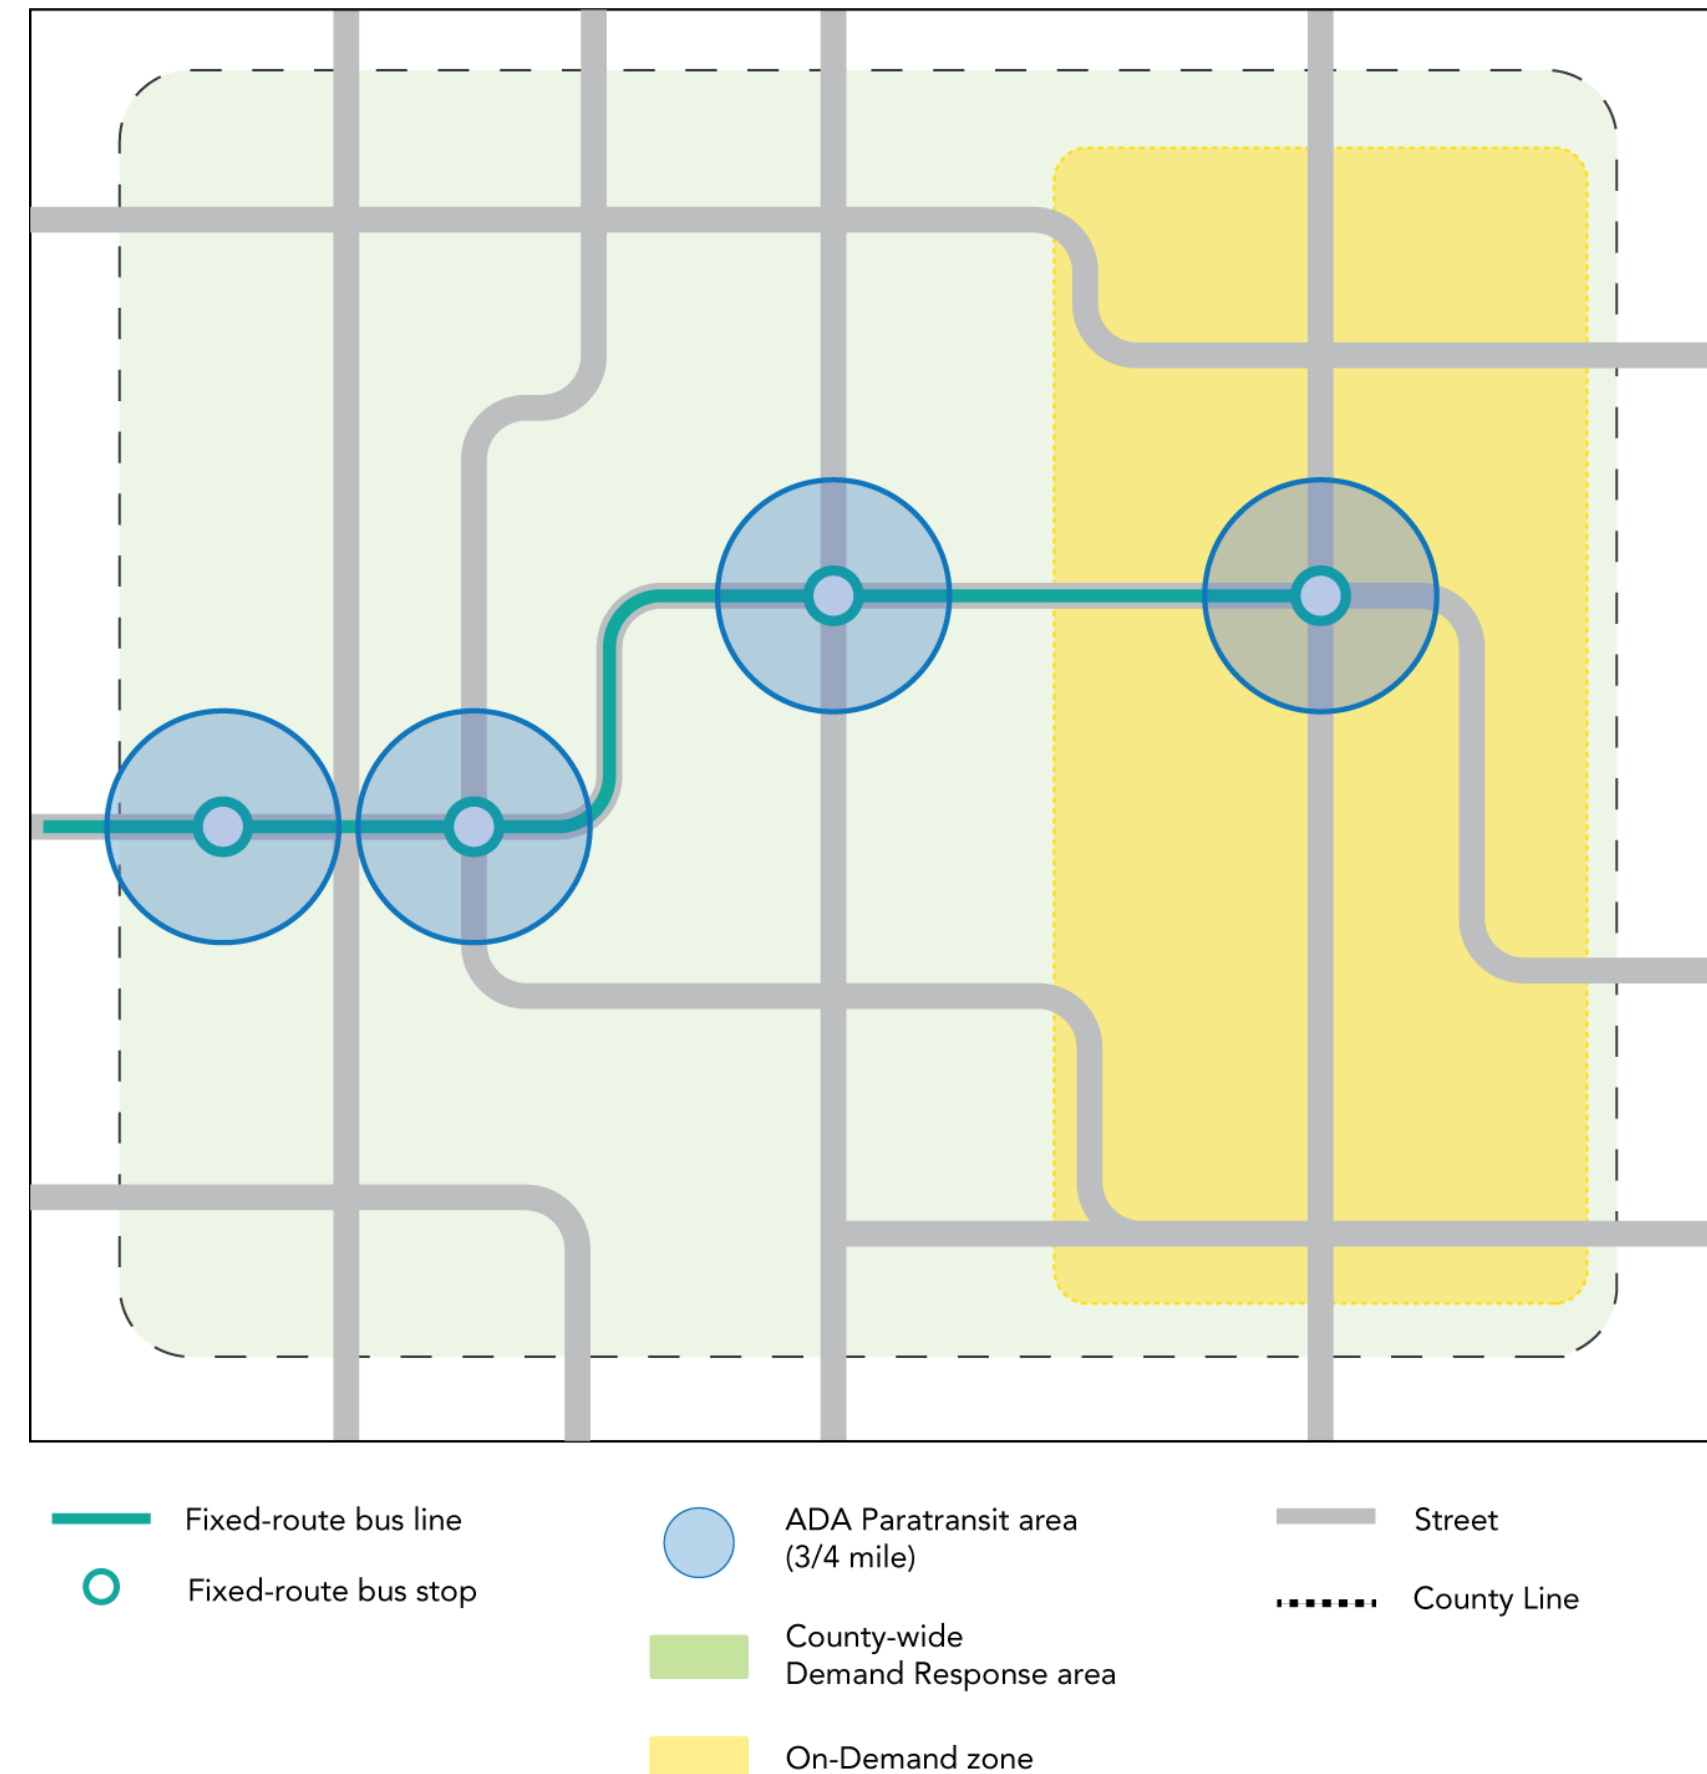 Fixed-route bus line
Fixed-route bus stop
ADA Paratransit area
(3/4 mile)
County-wide
Demand Response area
On-Demand zone
Street
County Line